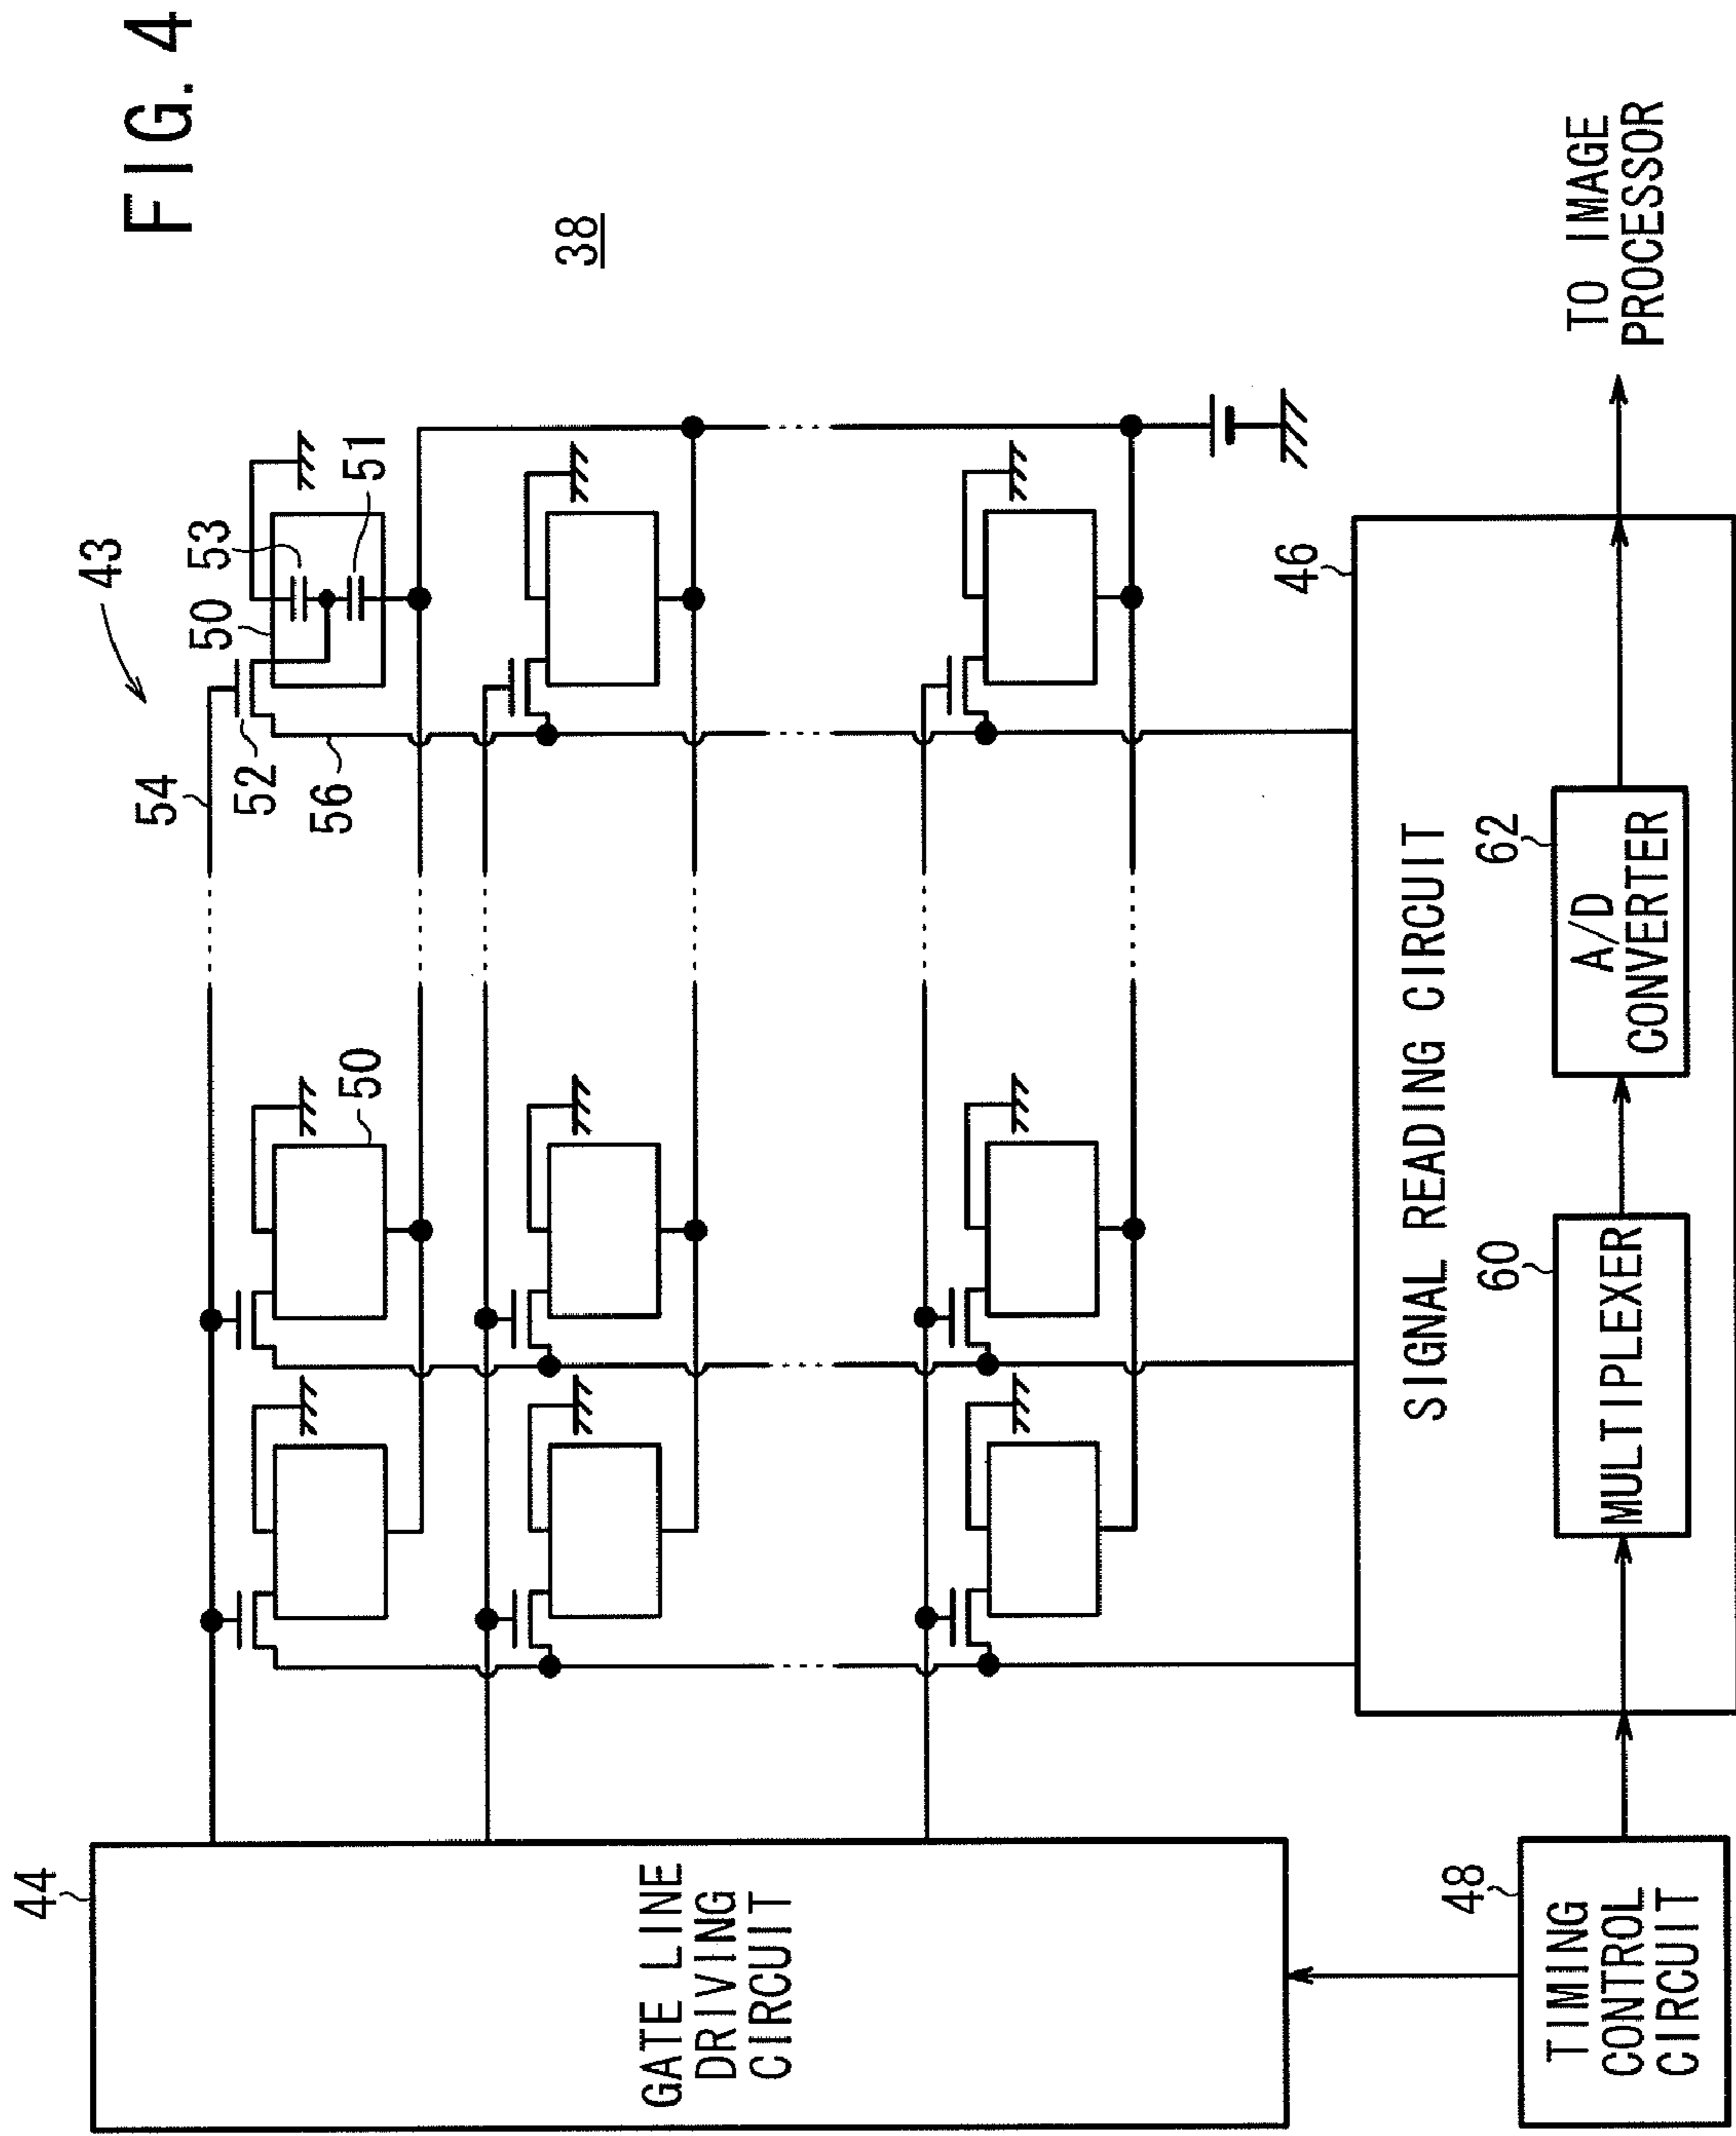 FIG. 4
38
43
44
54
52
56
50
53
51
50
GATE LINE
DRIVING
CIRCUIT
46
SIGNAL READING CIRCUIT
48
TIMING
CONTROL
CIRCUIT
60
MULTIPLEXER
62
A/D
CONVERTER
TO IMAGE
PROCESSOR